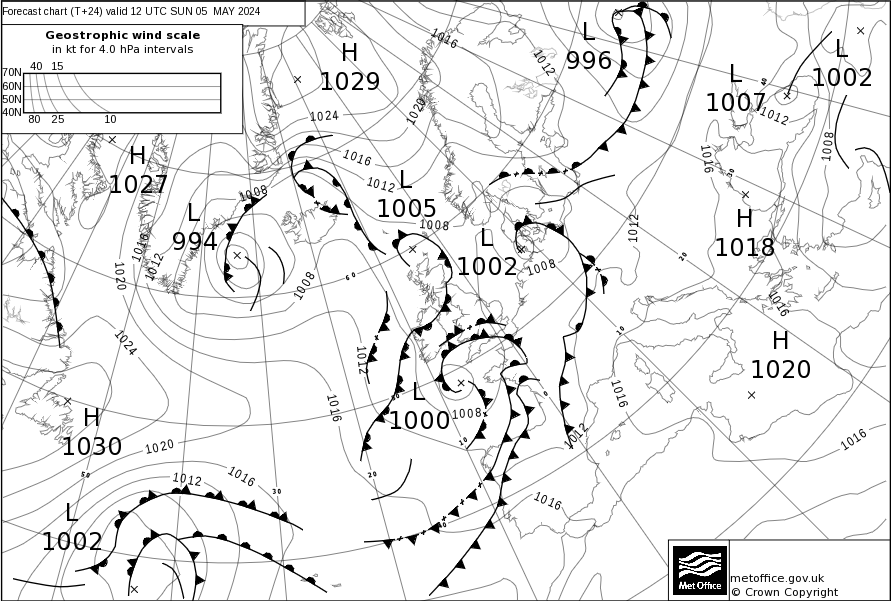 Forecast chart (T+24) valid 12 UTC SUN 05 MAY 2024
Geostrophic wind scale
in kt for 4.0 hPa intervals
40 15
70N
60N
50N
40N
80 25 10
H
1029
L
996
L
1002
L
1007
H
1027
L
994
L
1005
L
1002
H
1018
H
1020
L
1000
H
1030
L
1002
1016
1012
1020
1024
1016
1012
1008
1008
1012
1008
1016
1012
1016
1012
1020
1008
1008
1016
1024
1012
1016
1016
1008
1012
1016
1020
1016
1012
1016
60
50
30
20
10
0
10
20
30
40
40
metoffice.gov.uk
© Crown Copyright
Met Office